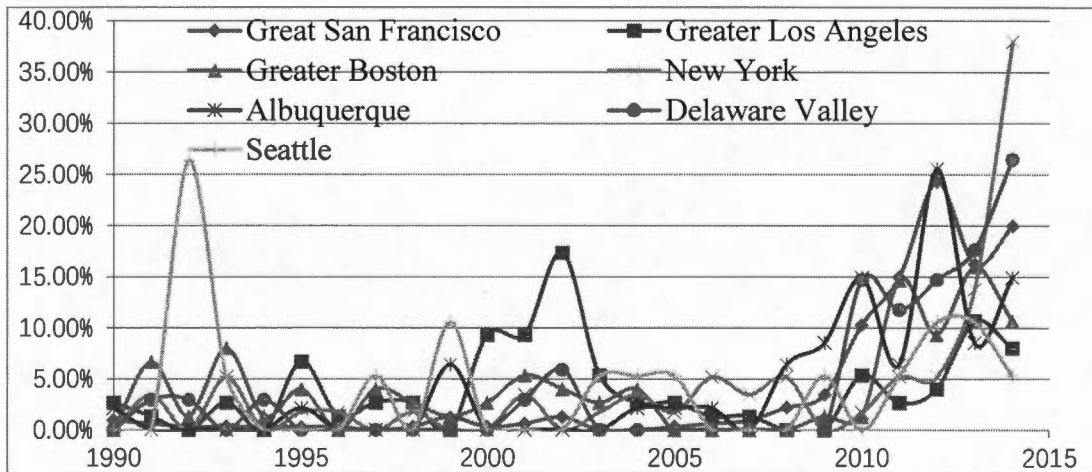 40.00%
Great San Francisco Greater Los Angeles
35.00%
Greater Boston New York
30.00%
Albuquerque Delaware Valley
Seattle
25.00%
20.00%
15.00%
10.00%
5.00%
0.00%
1990 1995 2000 2005 2010 2015